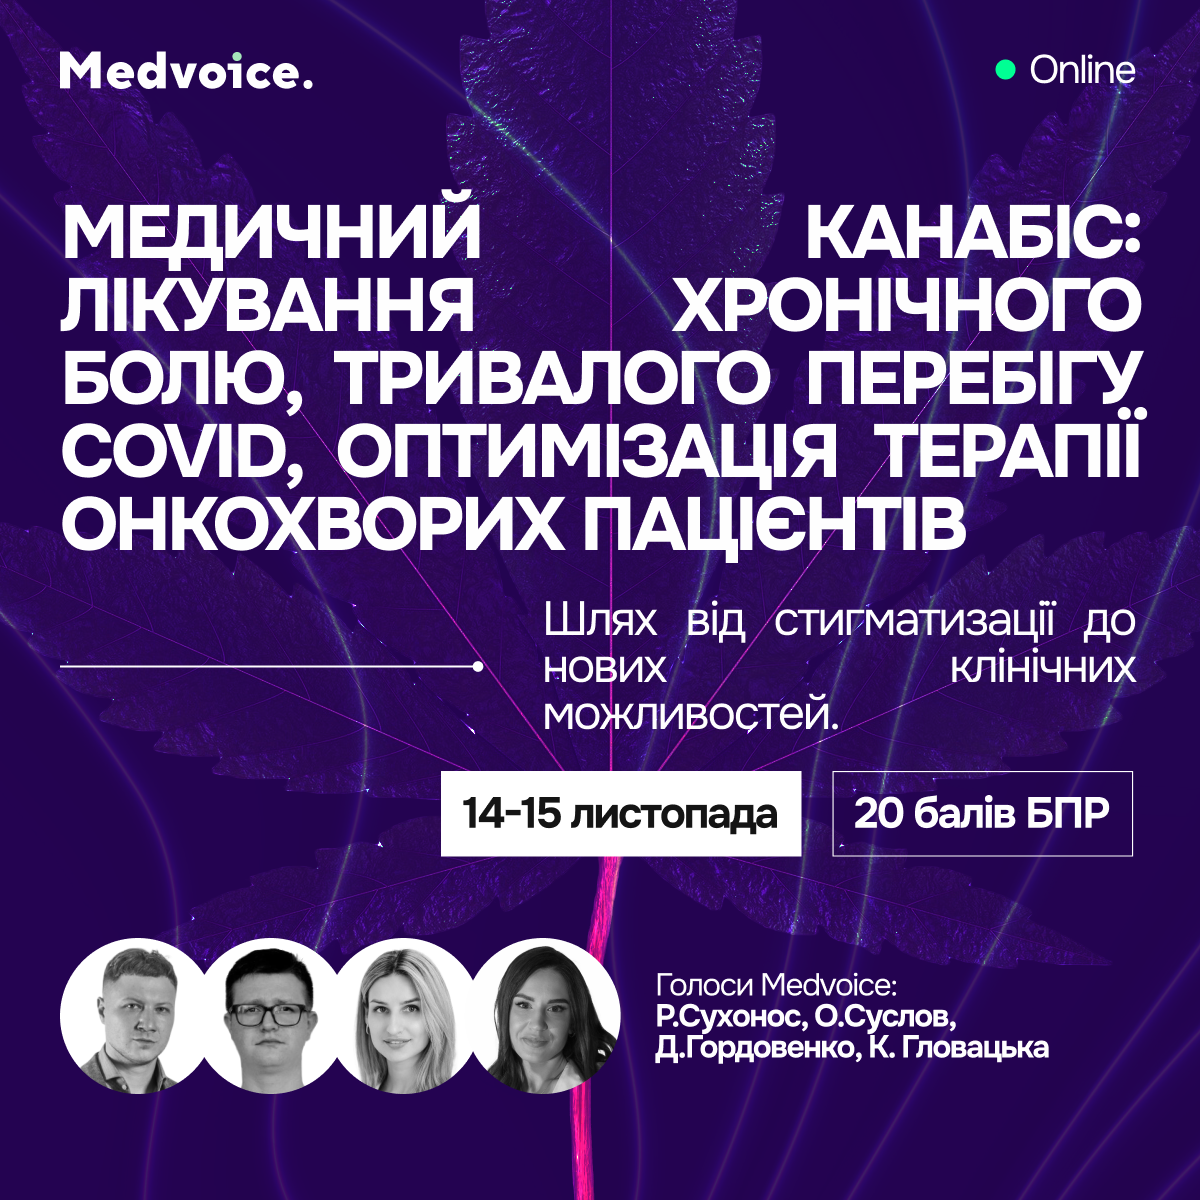 Medvoice.
Online
МЕДИЧНИЙ КАНАБІС:
ЛІКУВАННЯ ХРОНІЧНОГО
БОЛЮ, ТРИВАЛОГО ПЕРЕБІГУ
COVID, ОПТИМІЗАЦІЯ ТЕРАПІЇ
ОНКОХВОРИХ ПАЦІЄНТІВ
Шлях від стигматизації до
нових клінічних
можливостей.
14-15 листопада
20 балів БПР
Голоси Medvoice:
Р.Сухонос, О.Суслов,
Д.Гордовенко, К. Гловацька